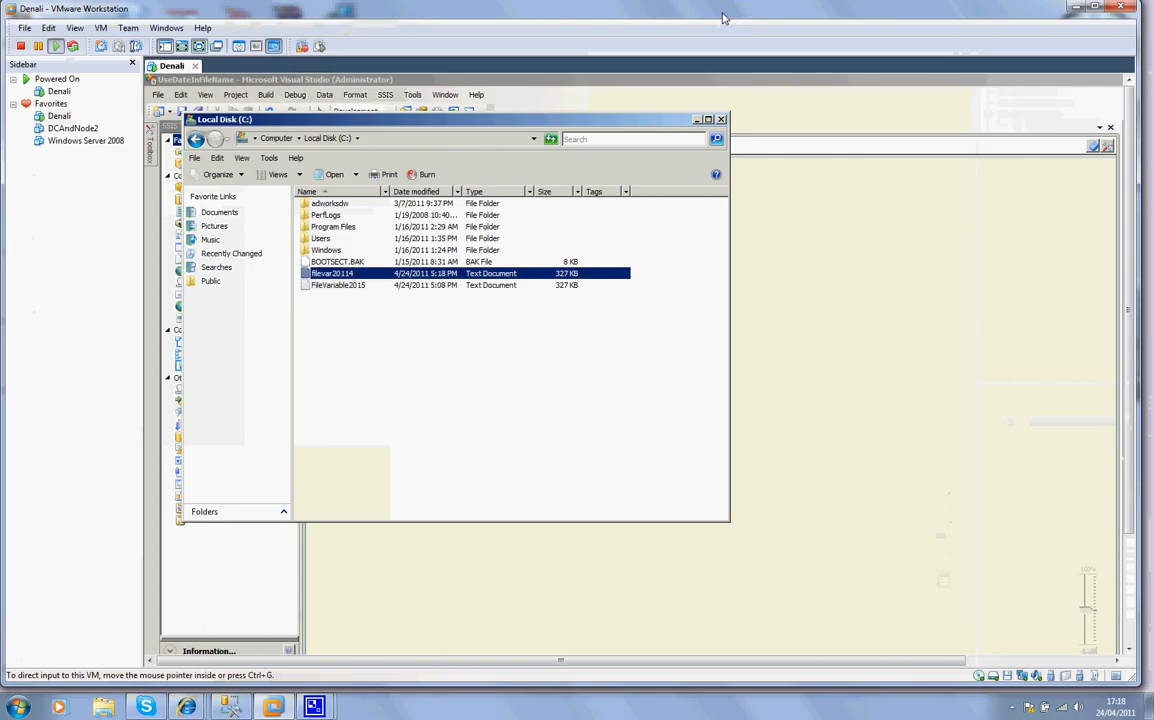 Denali - VMware Workstation
File Edit View VM Team Windows Help
Sidebar
Powered On
Denali
Favorites
Denali
DCAndNode2
Windows Server 2008
Denali
UseDateInFileName - Microsoft Visual Studio (Administrator)
File Edit View Project Build Debug Data Format SSIS Tools Window Help
Toolbox
Local Disk (C:)
Computer Local Disk (C:)
Search
File Edit View Tools Help
Organize Views Open Print Burn
Favorite Links
Documents
Pictures
Music
Recently Changed
Searches
Public
Folders
Name Date modified Type Size Tags
adworksdw 3/7/2011 9:37 PM File Folder
PerfLogs 1/19/2008 10:40... File Folder
Program Files 1/16/2011 2:29 AM File Folder
Users 1/16/2011 1:35 PM File Folder
Windows 1/16/2011 1:24 PM File Folder
BOOTSECT.BAK 1/15/2011 8:31 AM BAK File 8 KB
filevar20114 4/24/2011 5:18 PM Text Document 327 KB
FileVariable2015 4/24/2011 5:08 PM Text Document 327 KB
100%
Information...
To direct input to this VM, move the mouse pointer inside or press Ctrl+G.
17:18
24/04/2011